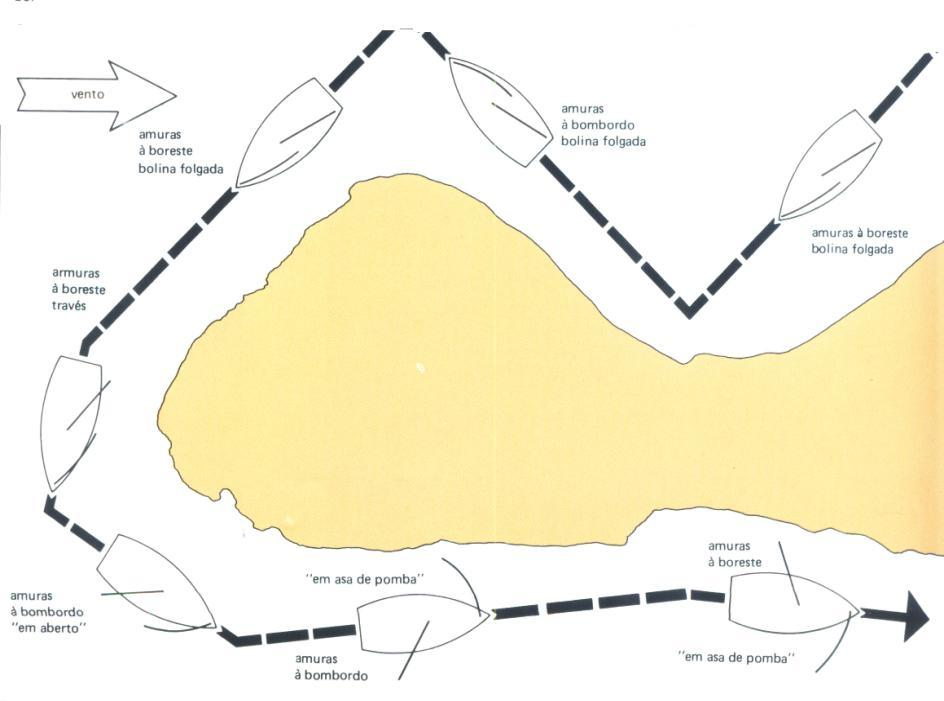 vento
amuras
à boreste
bolina folgada
amuras
à bombordo
bolina folgada
amuras à boreste
bolina folgada
armuras
à boreste
través
amuras
à bombordo
"em aberto"
"em asa de pomba"
amuras
à bombordo
amuras
à boreste
"em asa de pomba"